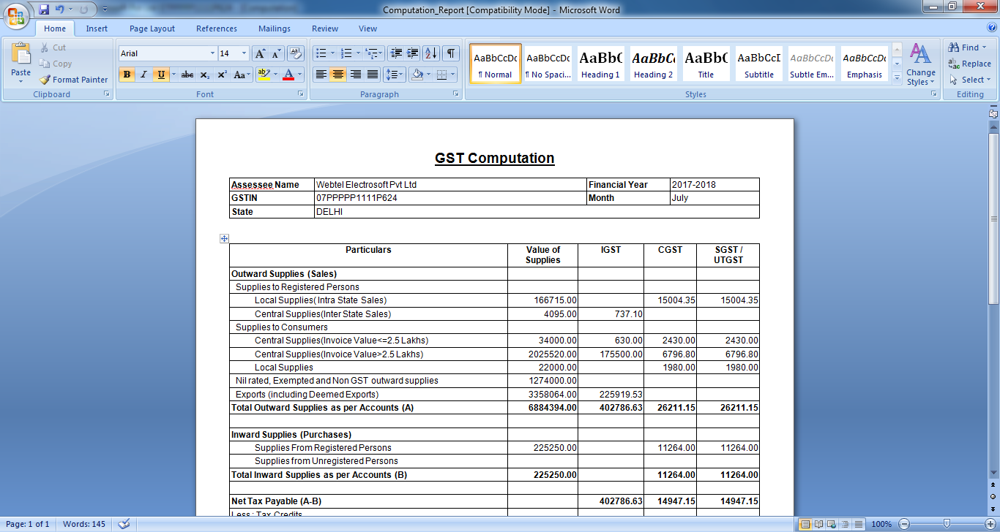 Computation_Report [Compatibility Mode] - Microsoft Word
Home Insert Page Layout References Mailings Review View
Paste
Cut
Copy
Format Painter
Clipboard
Arial 14
Font
Paragraph
AaBbCcDc AaBbCcDc AaBbC AaBbCc AaBbC AaBbCcI AaBbCcDc AaBbCcDc
¶ Normal ¶ No Spaci... Heading 1 Heading 2 Title Subtitle Subtle Em... Emphasis
Change Styles
Styles
Find
Replace
Select
Editing
GST Computation
Assessee Name Webtel Electrosoft Pvt Ltd Financial Year 2017-2018
GSTIN 07PPPPP1111P624 Month July
State DELHI
Particulars Value of Supplies IGST CGST SGST / UTGST
Outward Supplies (Sales)
Supplies to Registered Persons
Local Supplies( Intra State Sales) 166715.00 15004.35 15004.35
Central Supplies(Inter State Sales) 4095.00 737.10
Supplies to Consumers
Central Supplies(Invoice Value<=2.5 Lakhs) 34000.00 630.00 2430.00 2430.00
Central Supplies(Invoice Value>2.5 Lakhs) 2025520.00 175500.00 6796.80 6796.80
Local Supplies 22000.00 1980.00 1980.00
Nil rated, Exempted and Non GST outward supplies 1274000.00
Exports (including Deemed Exports) 3358064.00 225919.53
Total Outward Supplies as per Accounts (A) 6884394.00 402786.63 26211.15 26211.15
Inward Supplies (Purchases)
Supplies From Registered Persons 225250.00 11264.00 11264.00
Supplies from Unregistered Persons
Total Inward Supplies as per Accounts (B) 225250.00 11264.00 11264.00
Net Tax Payable (A-B) 402786.63 14947.15 14947.15
Less : Tax Credits
Page: 1 of 1 Words: 145 100%